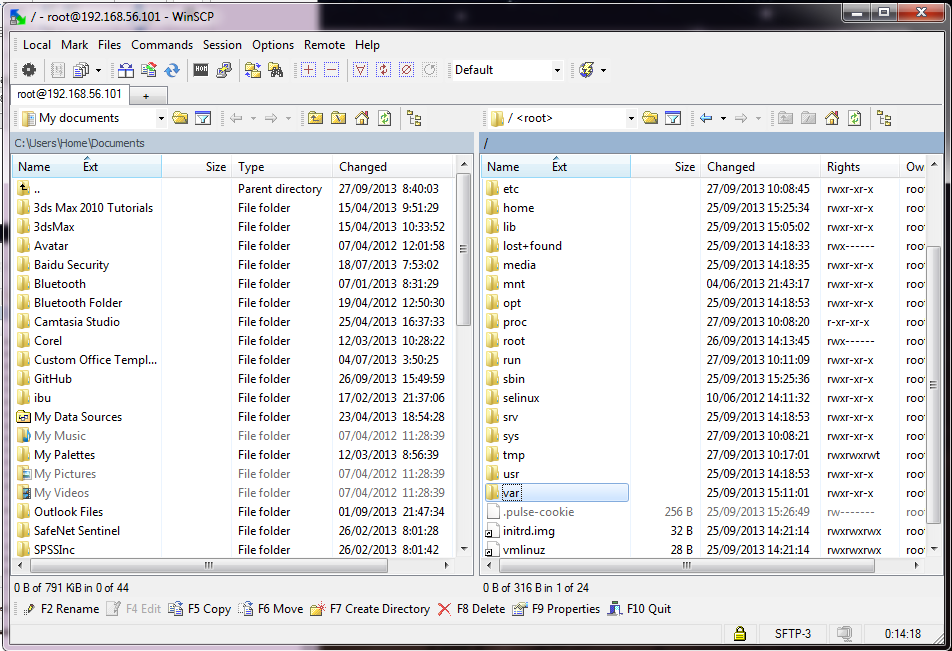 / - root@192.168.56.101 - WinSCP
Local Mark Files Commands Session Options Remote Help
Default
root@192.168.56.101 +
My documents / <root>
C:\Users\Home\Documents /
Name Ext Size Type Changed Name Ext Size Changed Rights Ow
.. Parent directory 27/09/2013 8:40:03 etc 27/09/2013 10:08:45 rwxr-xr-x roo
3ds Max 2010 Tutorials File folder 15/04/2013 9:51:29 home 25/09/2013 15:25:34 rwxr-xr-x roo
3dsMax File folder 15/04/2013 10:33:52 lib 25/09/2013 15:05:02 rwxr-xr-x roo
Avatar File folder 07/04/2012 12:01:58 lost+found 25/09/2013 14:18:33 rwx------ roo
Baidu Security File folder 18/07/2013 7:53:02 media 25/09/2013 14:18:35 rwxr-xr-x roo
Bluetooth File folder 07/01/2013 8:31:29 mnt 04/06/2013 21:43:17 rwxr-xr-x roo
Bluetooth Folder File folder 19/04/2012 12:50:30 opt 25/09/2013 14:18:53 rwxr-xr-x roo
Camtasia Studio File folder 25/04/2013 16:37:33 proc 27/09/2013 10:08:20 r-xr-xr-x roo
Corel File folder 12/03/2013 10:28:22 root 26/09/2013 14:13:45 rwx------ roo
Custom Office Templ... File folder 04/07/2013 3:50:25 run 27/09/2013 10:11:09 rwxr-xr-x roo
GitHub File folder 26/09/2013 15:49:59 sbin 25/09/2013 15:25:36 rwxr-xr-x roo
ibu File folder 17/02/2013 21:37:06 selinux 10/06/2012 14:11:32 rwxr-xr-x roo
My Data Sources File folder 23/04/2013 18:54:28 srv 25/09/2013 14:18:53 rwxr-xr-x roo
My Music File folder 07/04/2012 11:28:39 sys 27/09/2013 10:08:21 rwxr-xr-x roo
My Palettes File folder 12/03/2013 8:56:39 tmp 27/09/2013 10:17:01 rwxrwxrwt roo
My Pictures File folder 07/04/2012 11:28:39 usr 25/09/2013 14:18:53 rwxr-xr-x roo
My Videos File folder 07/04/2012 11:28:39 var 25/09/2013 15:11:01 rwxr-xr-x roo
Outlook Files File folder 01/09/2013 21:47:34 .pulse-cookie 256 B 25/09/2013 15:26:49 rw------- roo
SafeNet Sentinel File folder 26/02/2013 8:01:28 initrd.img 32 B 25/09/2013 14:21:14 rwxrwxrwx roo
SPSSInc File folder 26/02/2013 8:01:42 vmlinuz 28 B 25/09/2013 14:21:14 rwxrwxrwx roo
0 B of 791 KiB in 0 of 44 0 B of 316 B in 1 of 24
F2 Rename F4 Edit F5 Copy F6 Move F7 Create Directory F8 Delete F9 Properties F10 Quit
SFTP-3 0:14:18